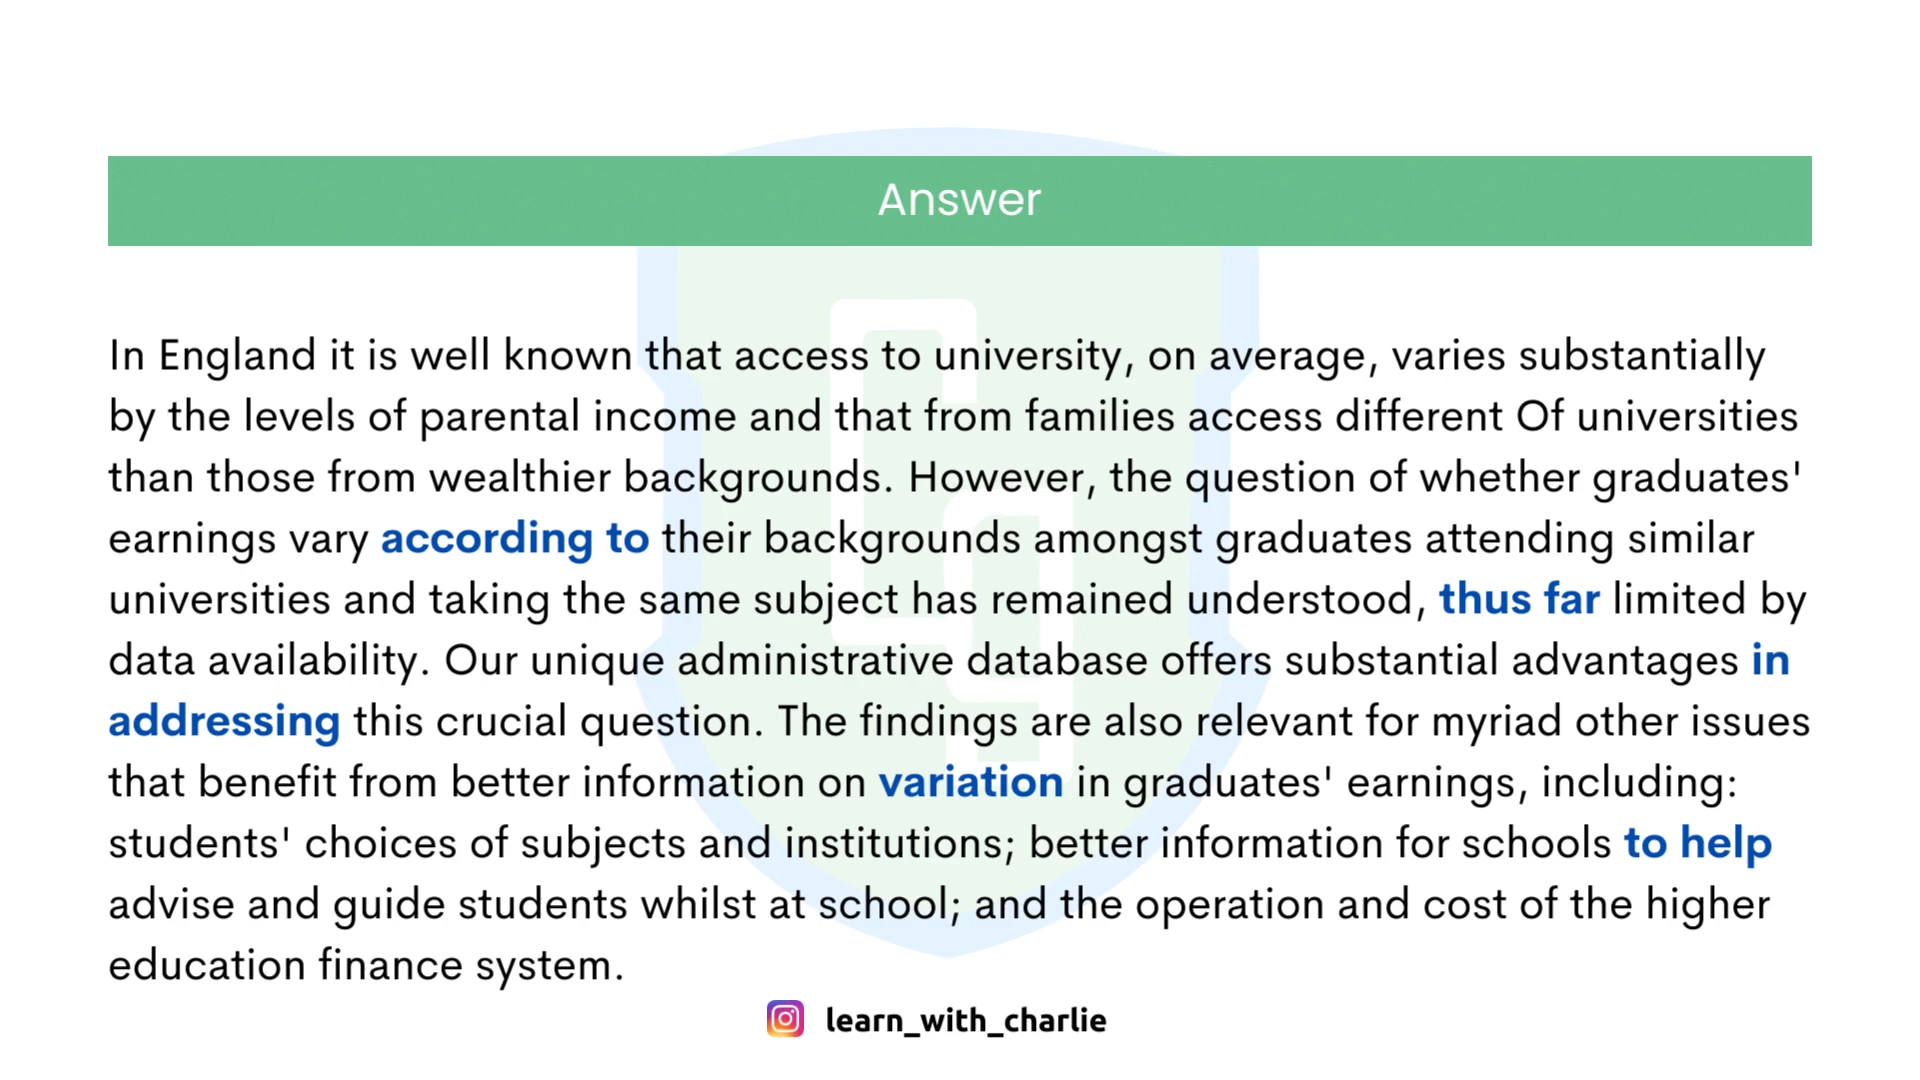 Answer
In England it is well known that access to university, on average, varies substantially
by the levels of parental income and that from families access different Of universities
than those from wealthier backgrounds. However, the question of whether graduates'
earnings vary according to their backgrounds amongst graduates attending similar
universities and taking the same subject has remained understood, thus far limited by
data availability. Our unique administrative database offers substantial advantages in
addressing this crucial question. The findings are also relevant for myriad other issues
that benefit from better information on variation in graduates' earnings, including:
students' choices of subjects and institutions; better information for schools to help
advise and guide students whilst at school; and the operation and cost of the higher
education finance system.
learn_with_charlie